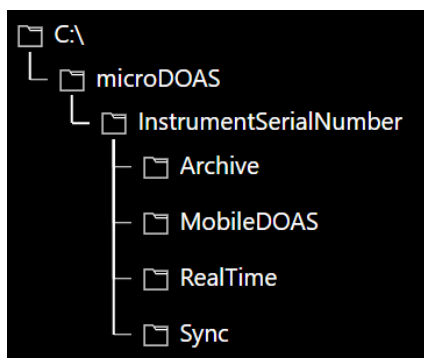 C:\
microDOAS
InstrumentSerialNumber
Archive
MobileDOAS
RealTime
Sync